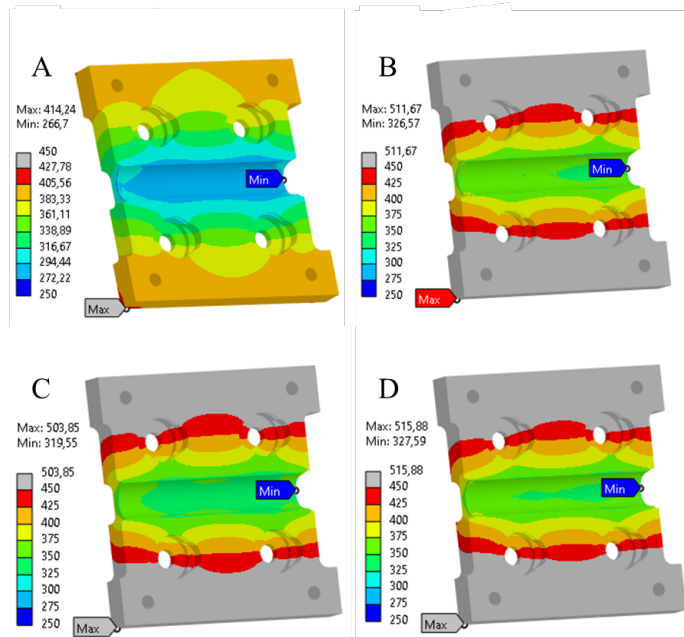 A
Max: 414,24
Min: 266,7
450
427,78
405,56
383,33
361,11
338,89
316,67
294,44
272,22
250
Min
Max
B
Max: 511,67
Min: 326,57
511,67
450
425
400
375
350
325
300
275
250
Min
Max
C
Max: 503,85
Min: 319,55
503,85
450
425
400
375
350
325
300
275
250
Min
Max
D
Max: 515,88
Min: 327,59
515,88
450
425
400
375
350
325
300
275
250
Min
Max